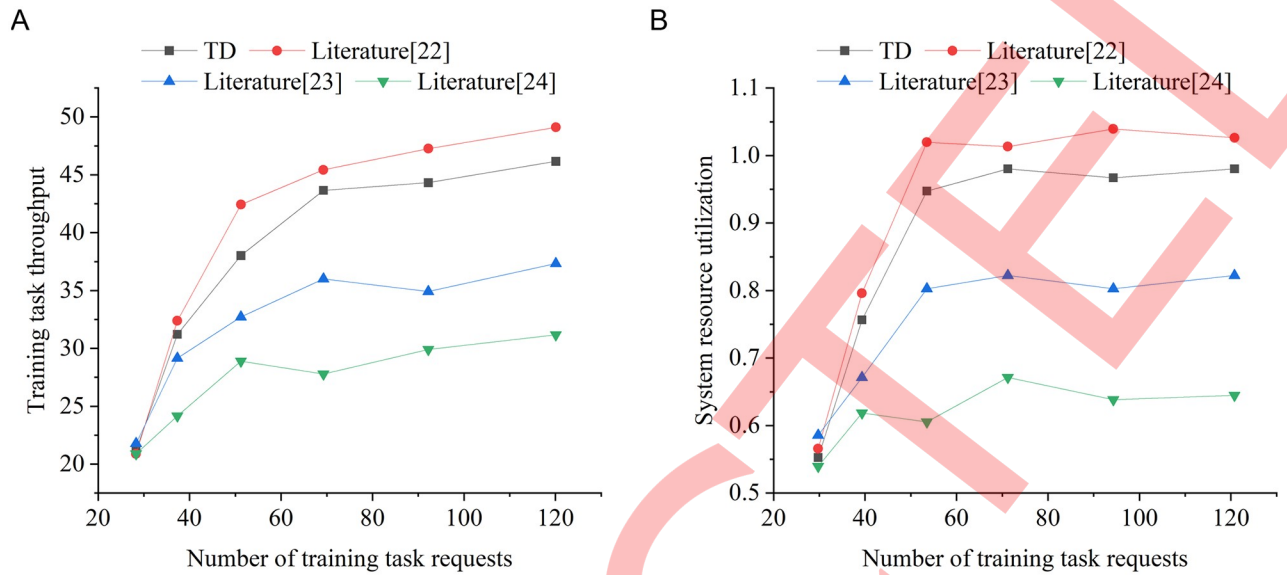 A
TD
Literature[22]
Literature[23]
Literature[24]
50
45
40
35
30
25
20
Training task throughput
20
40
60
80
100
120
Number of training task requests
B
TD
Literature[22]
Literature[23]
Literature[24]
1.1
1.0
0.9
0.8
0.7
0.6
0.5
System resource utilization
20
40
60
80
100
120
Number of training task requests